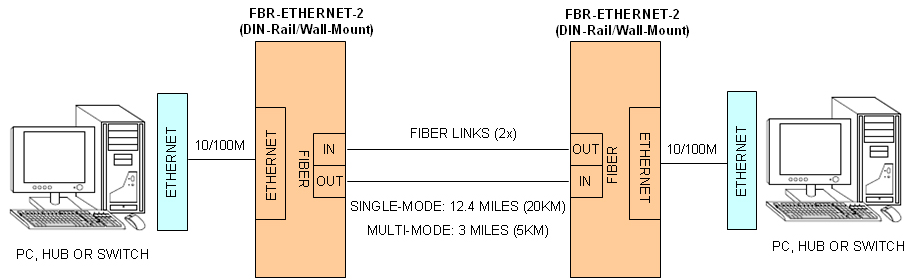 FBR-ETHERNET-2
(DIN-Rail/Wall-Mount)
FBR-ETHERNET-2
(DIN-Rail/Wall-Mount)
ETHERNET
10/100M
ETHERNET
FIBER
IN
OUT
FIBER LINKS (2x)
SINGLE-MODE: 12.4 MILES (20KM)
MULTI-MODE: 3 MILES (5KM)
OUT
IN
FIBER
ETHERNET
10/100M
ETHERNET
PC, HUB OR SWITCH
PC, HUB OR SWITCH